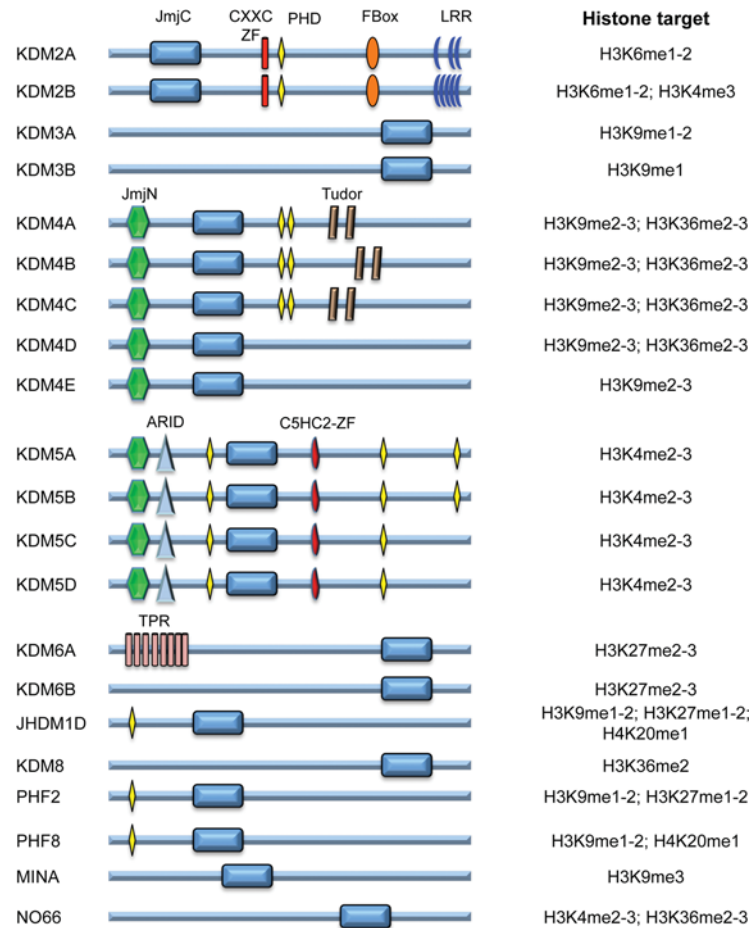 JmjC CXXC ZF PHD FBox LRR Histone target
KDM2A H3K6me1-2
KDM2B H3K6me1-2; H3K4me3
KDM3A H3K9me1-2
KDM3B H3K9me1
JmjN Tudor
KDM4A H3K9me2-3; H3K36me2-3
KDM4B H3K9me2-3; H3K36me2-3
KDM4C H3K9me2-3; H3K36me2-3
KDM4D H3K9me2-3; H3K36me2-3
KDM4E H3K9me2-3
ARID C5HC2-ZF
KDM5A H3K4me2-3
KDM5B H3K4me2-3
KDM5C H3K4me2-3
KDM5D H3K4me2-3
TPR
KDM6A H3K27me2-3
KDM6B H3K27me2-3
JHDM1D H3K9me1-2; H3K27me1-2;
H4K20me1
KDM8 H3K36me2
PHF2 H3K9me1-2; H3K27me1-2
PHF8 H3K9me1-2; H4K20me1
MINA H3K9me3
NO66 H3K4me2-3; H3K36me2-3